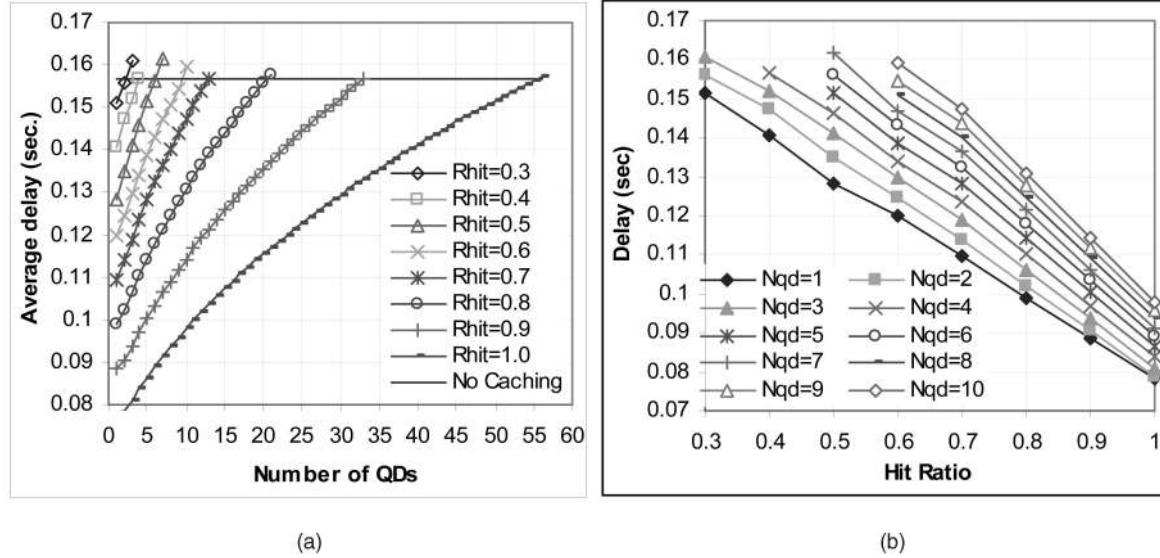 0.17
0.16
0.15
0.14
0.13
0.12
0.11
0.1
0.09
0.08
Average delay (sec.)
0 5 10 15 20 25 30 35 40 45 50 55 60
Number of QDs
Rhit=0.3
Rhit=0.4
Rhit=0.5
Rhit=0.6
Rhit=0.7
Rhit=0.8
Rhit=0.9
Rhit=1.0
No Caching
(a)
0.17
0.16
0.15
0.14
0.13
0.12
0.11
0.1
0.09
0.08
0.07
Delay (sec)
0.3 0.4 0.5 0.6 0.7 0.8 0.9 1
Hit Ratio
Nqd=1 Nqd=2
Nqd=3 Nqd=4
Nqd=5 Nqd=6
Nqd=7 Nqd=8
Nqd=9 Nqd=10
(b)